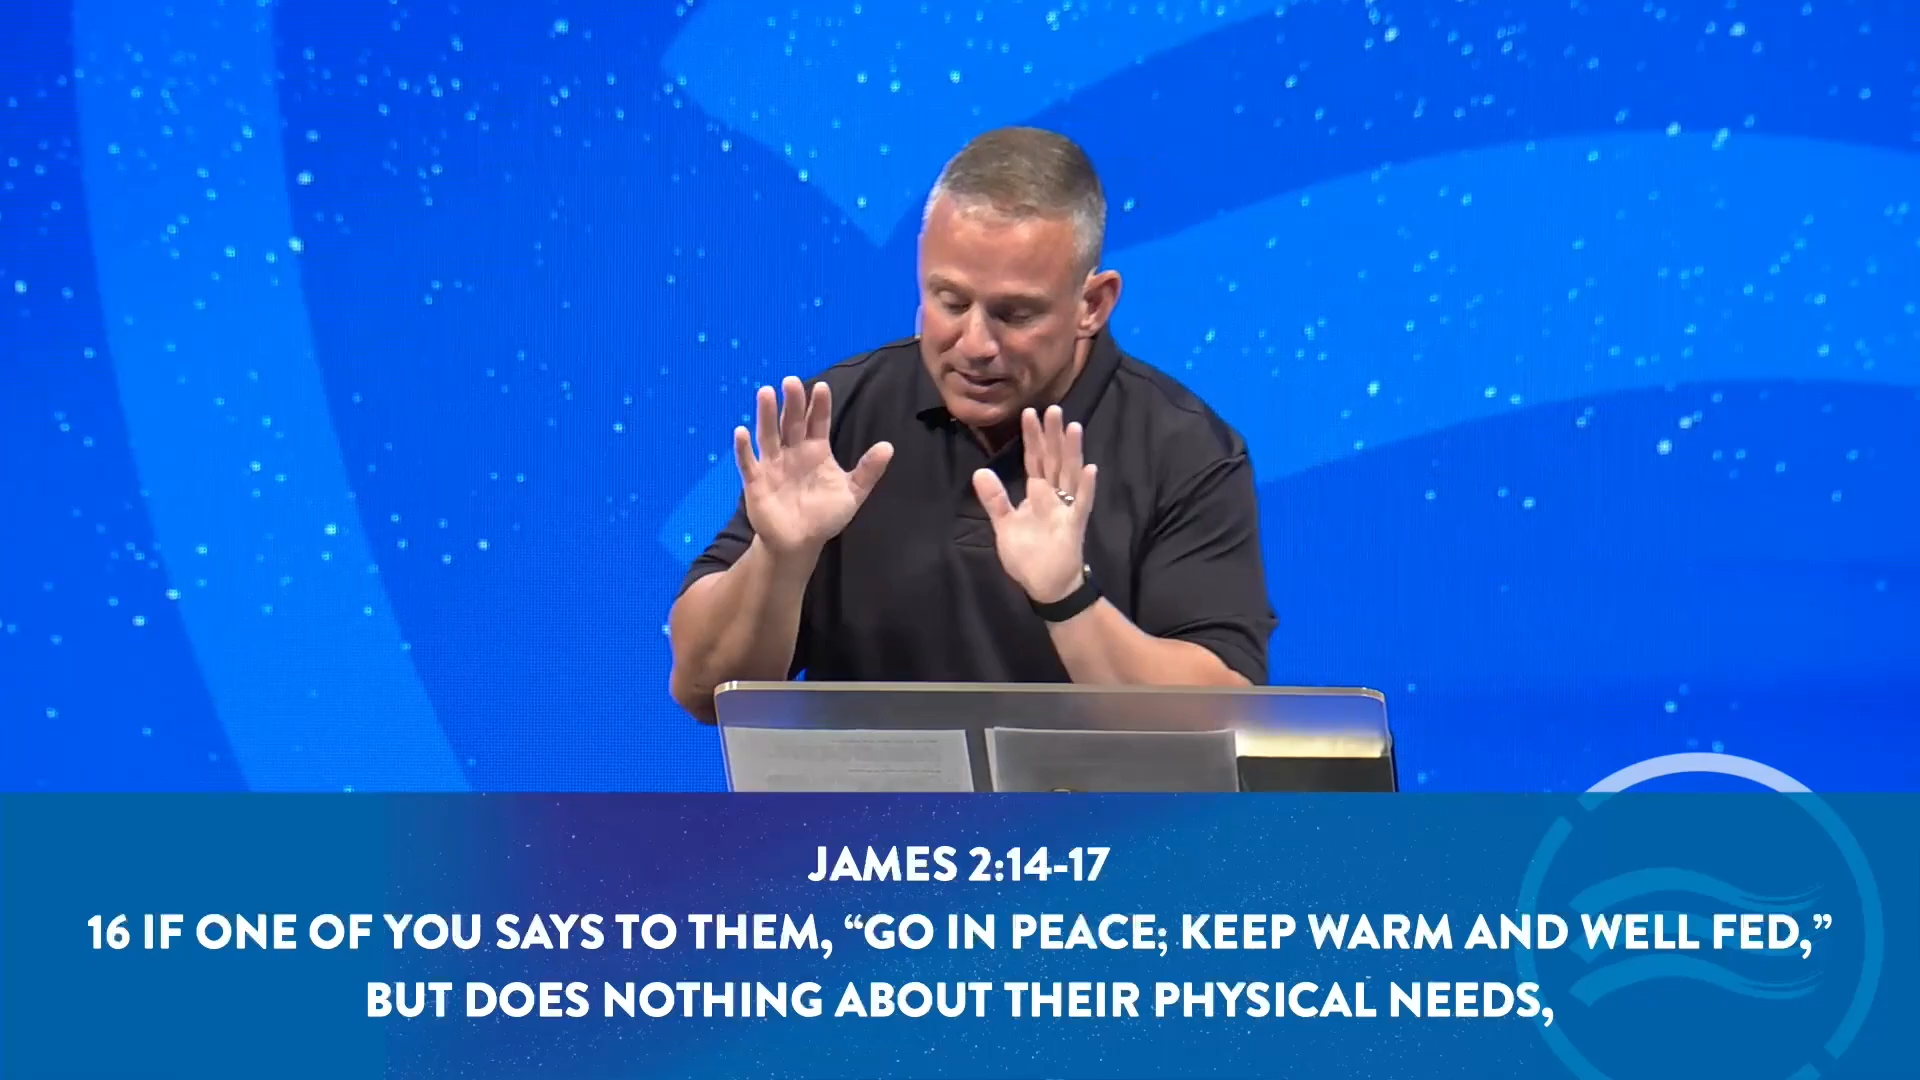 JAMES 2:14-17
16 IF ONE OF YOU SAYS TO THEM, “GO IN PEACE; KEEP WARM AND WELL FED,”
BUT DOES NOTHING ABOUT THEIR PHYSICAL NEEDS,